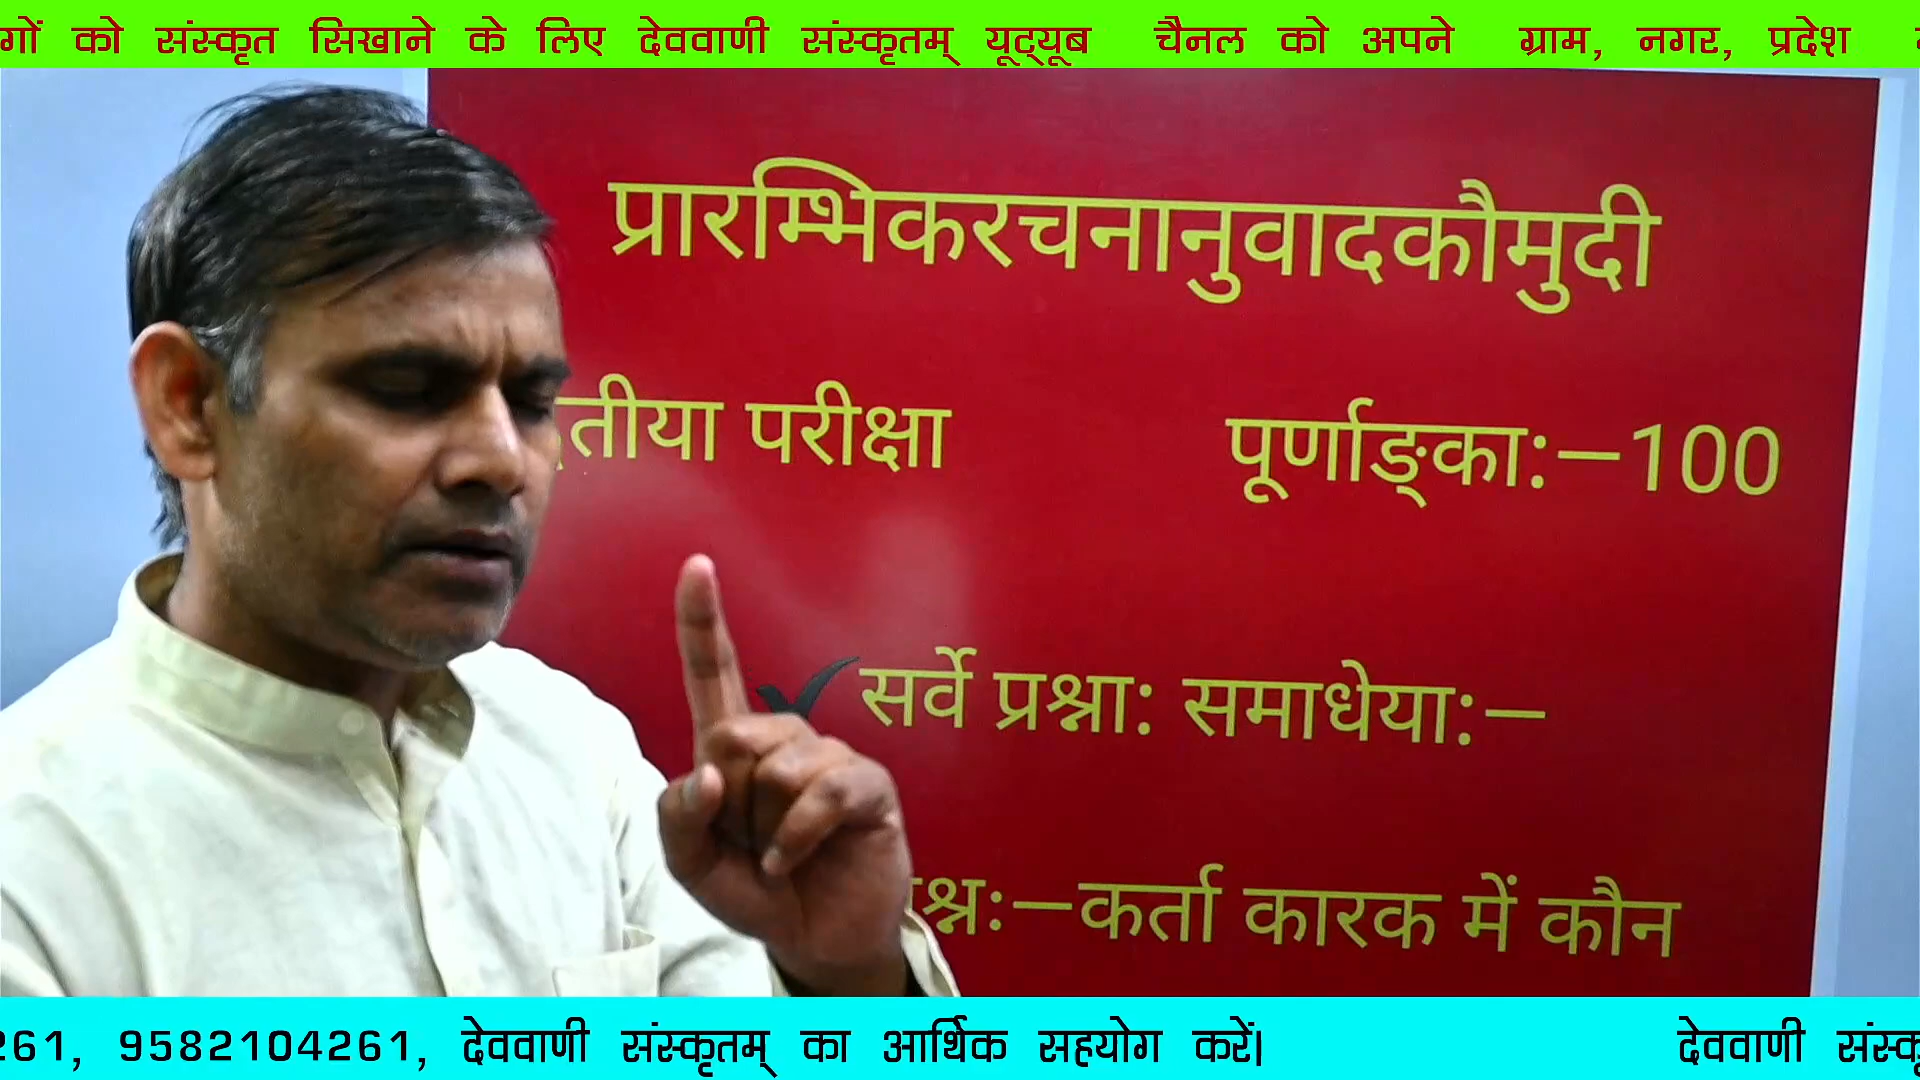 को संस्कृत सिखाने के लिए देववाणी संस्कृतम् यूट्यूब चैनल को अपने ग्राम, नगर, प्रदेश
प्रारम्भिकरचनानुवादकौमुदी
परीक्षा पूर्णाङ्का:–100
सर्वे प्रश्ना: समाधेया:–
कर्ता कारक में कौन
261, 9582104261, देववाणी संस्कृतम् का आर्थिक सहयोग करें। देववाणी